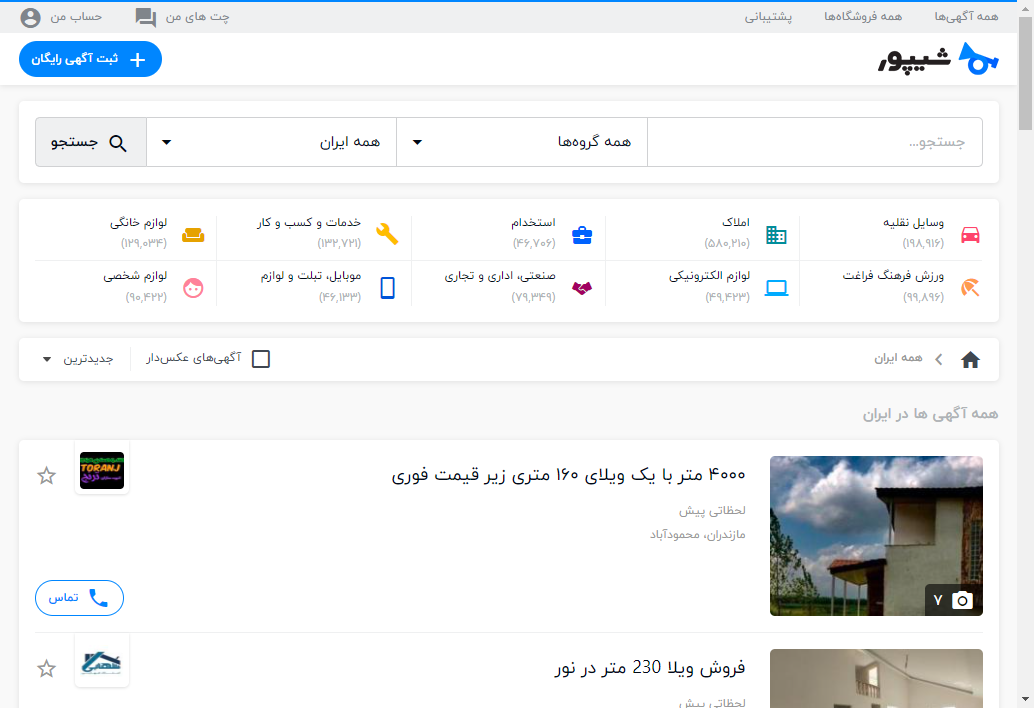 همه آگهی‌ها
همه فروشگاه‌ها
پشتیبانی
چت های من
حساب من
شیپور
ثبت آگهی رایگان
جستجو...
همه گروه‌ها
همه ایران
جستجو
وسایل نقلیه
(۱۹۸,۹۱۶)
املاک
(۵۸۰,۲۱۰)
استخدام
(۴۶,۷۰۶)
خدمات و کسب و کار
(۱۳۲,۷۲۱)
لوازم خانگی
(۱۲۹,۰۳۴)
ورزش فرهنگ فراغت
(۹۹,۸۹۶)
لوازم الکترونیکی
(۴۹,۴۲۳)
صنعتی، اداری و تجاری
(۷۹,۳۴۹)
موبایل، تبلت و لوازم
(۴۶,۱۳۳)
لوازم شخصی
(۹۰,۴۲۲)
همه ایران
آگهی‌های عکس‌دار
جدیدترین
همه آگهی ها در ایران
۴۰۰۰ متر با یک ویلای ۱۶۰ متری زیر قیمت فوری
لحظاتی پیش
مازندران، محمودآباد
۷
TORANJ
ترنج
تماس
فروش ویلا 230 متر در نور
لحظاتی پیش